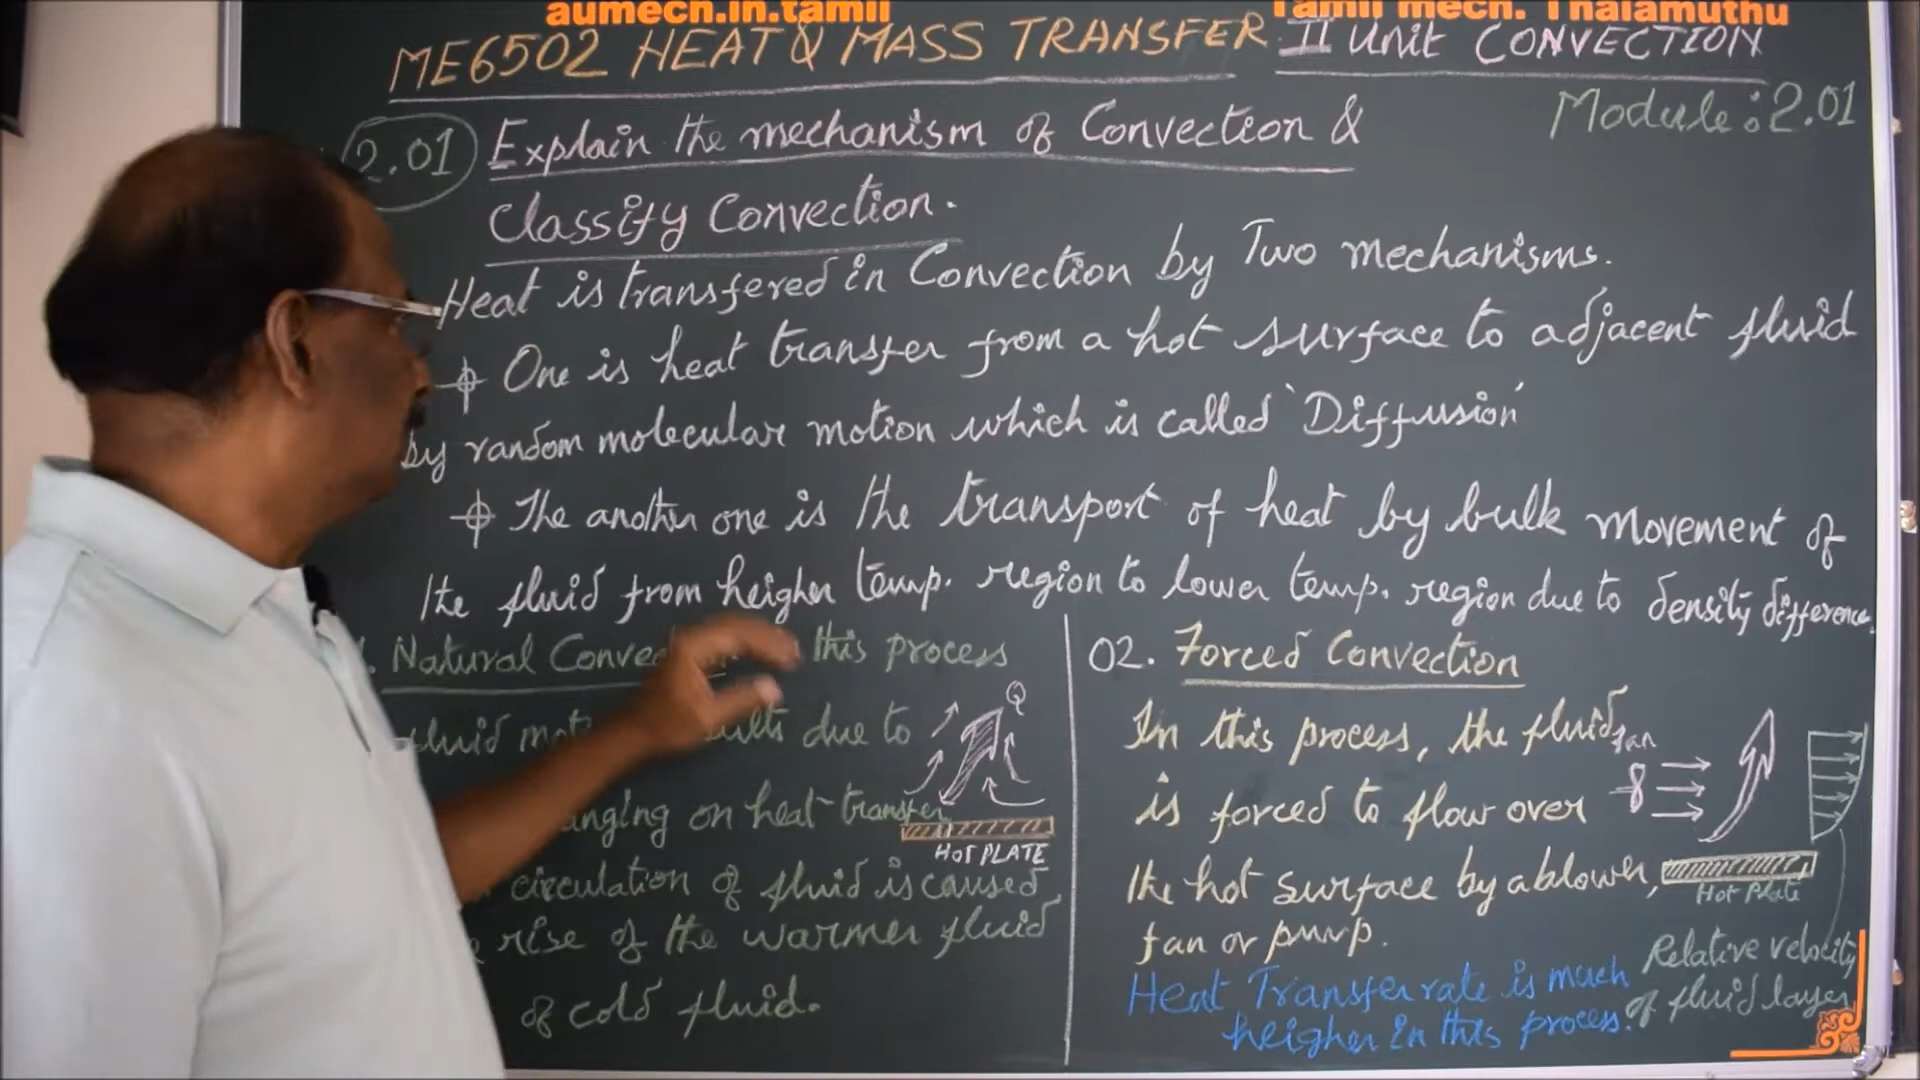 aumech.in.tamil
Tamil mech. Thalamuthu
ME6502 HEAT & MASS TRANSFER II Unit CONVECTION
Module: 2.01
2.01 Explain the mechanism of Convection &
Classify Convection.
Heat is transfered in Convection by Two mechanisms.
One is heat transfer from a hot surface to adjacent fluid
by random molecular motion which is called 'Diffusion'
The another one is the transport of heat by bulk movement of
the fluid from heigher temp. region to lower temp. region due to density difference.
Natural this process
fluid due to
on heat transfer
circulation of fluid is caused
rise of the warmer fluid
of cold fluid.
Q
HOT PLATE
02. Forced Convection
In this process, the fluid
is forced to flow over
the hot surface by a blower,
fan or pump.
Heat Transfer rate is much
heigher in this process.
fan
Hot Plate
Relative velocity
of fluid layer